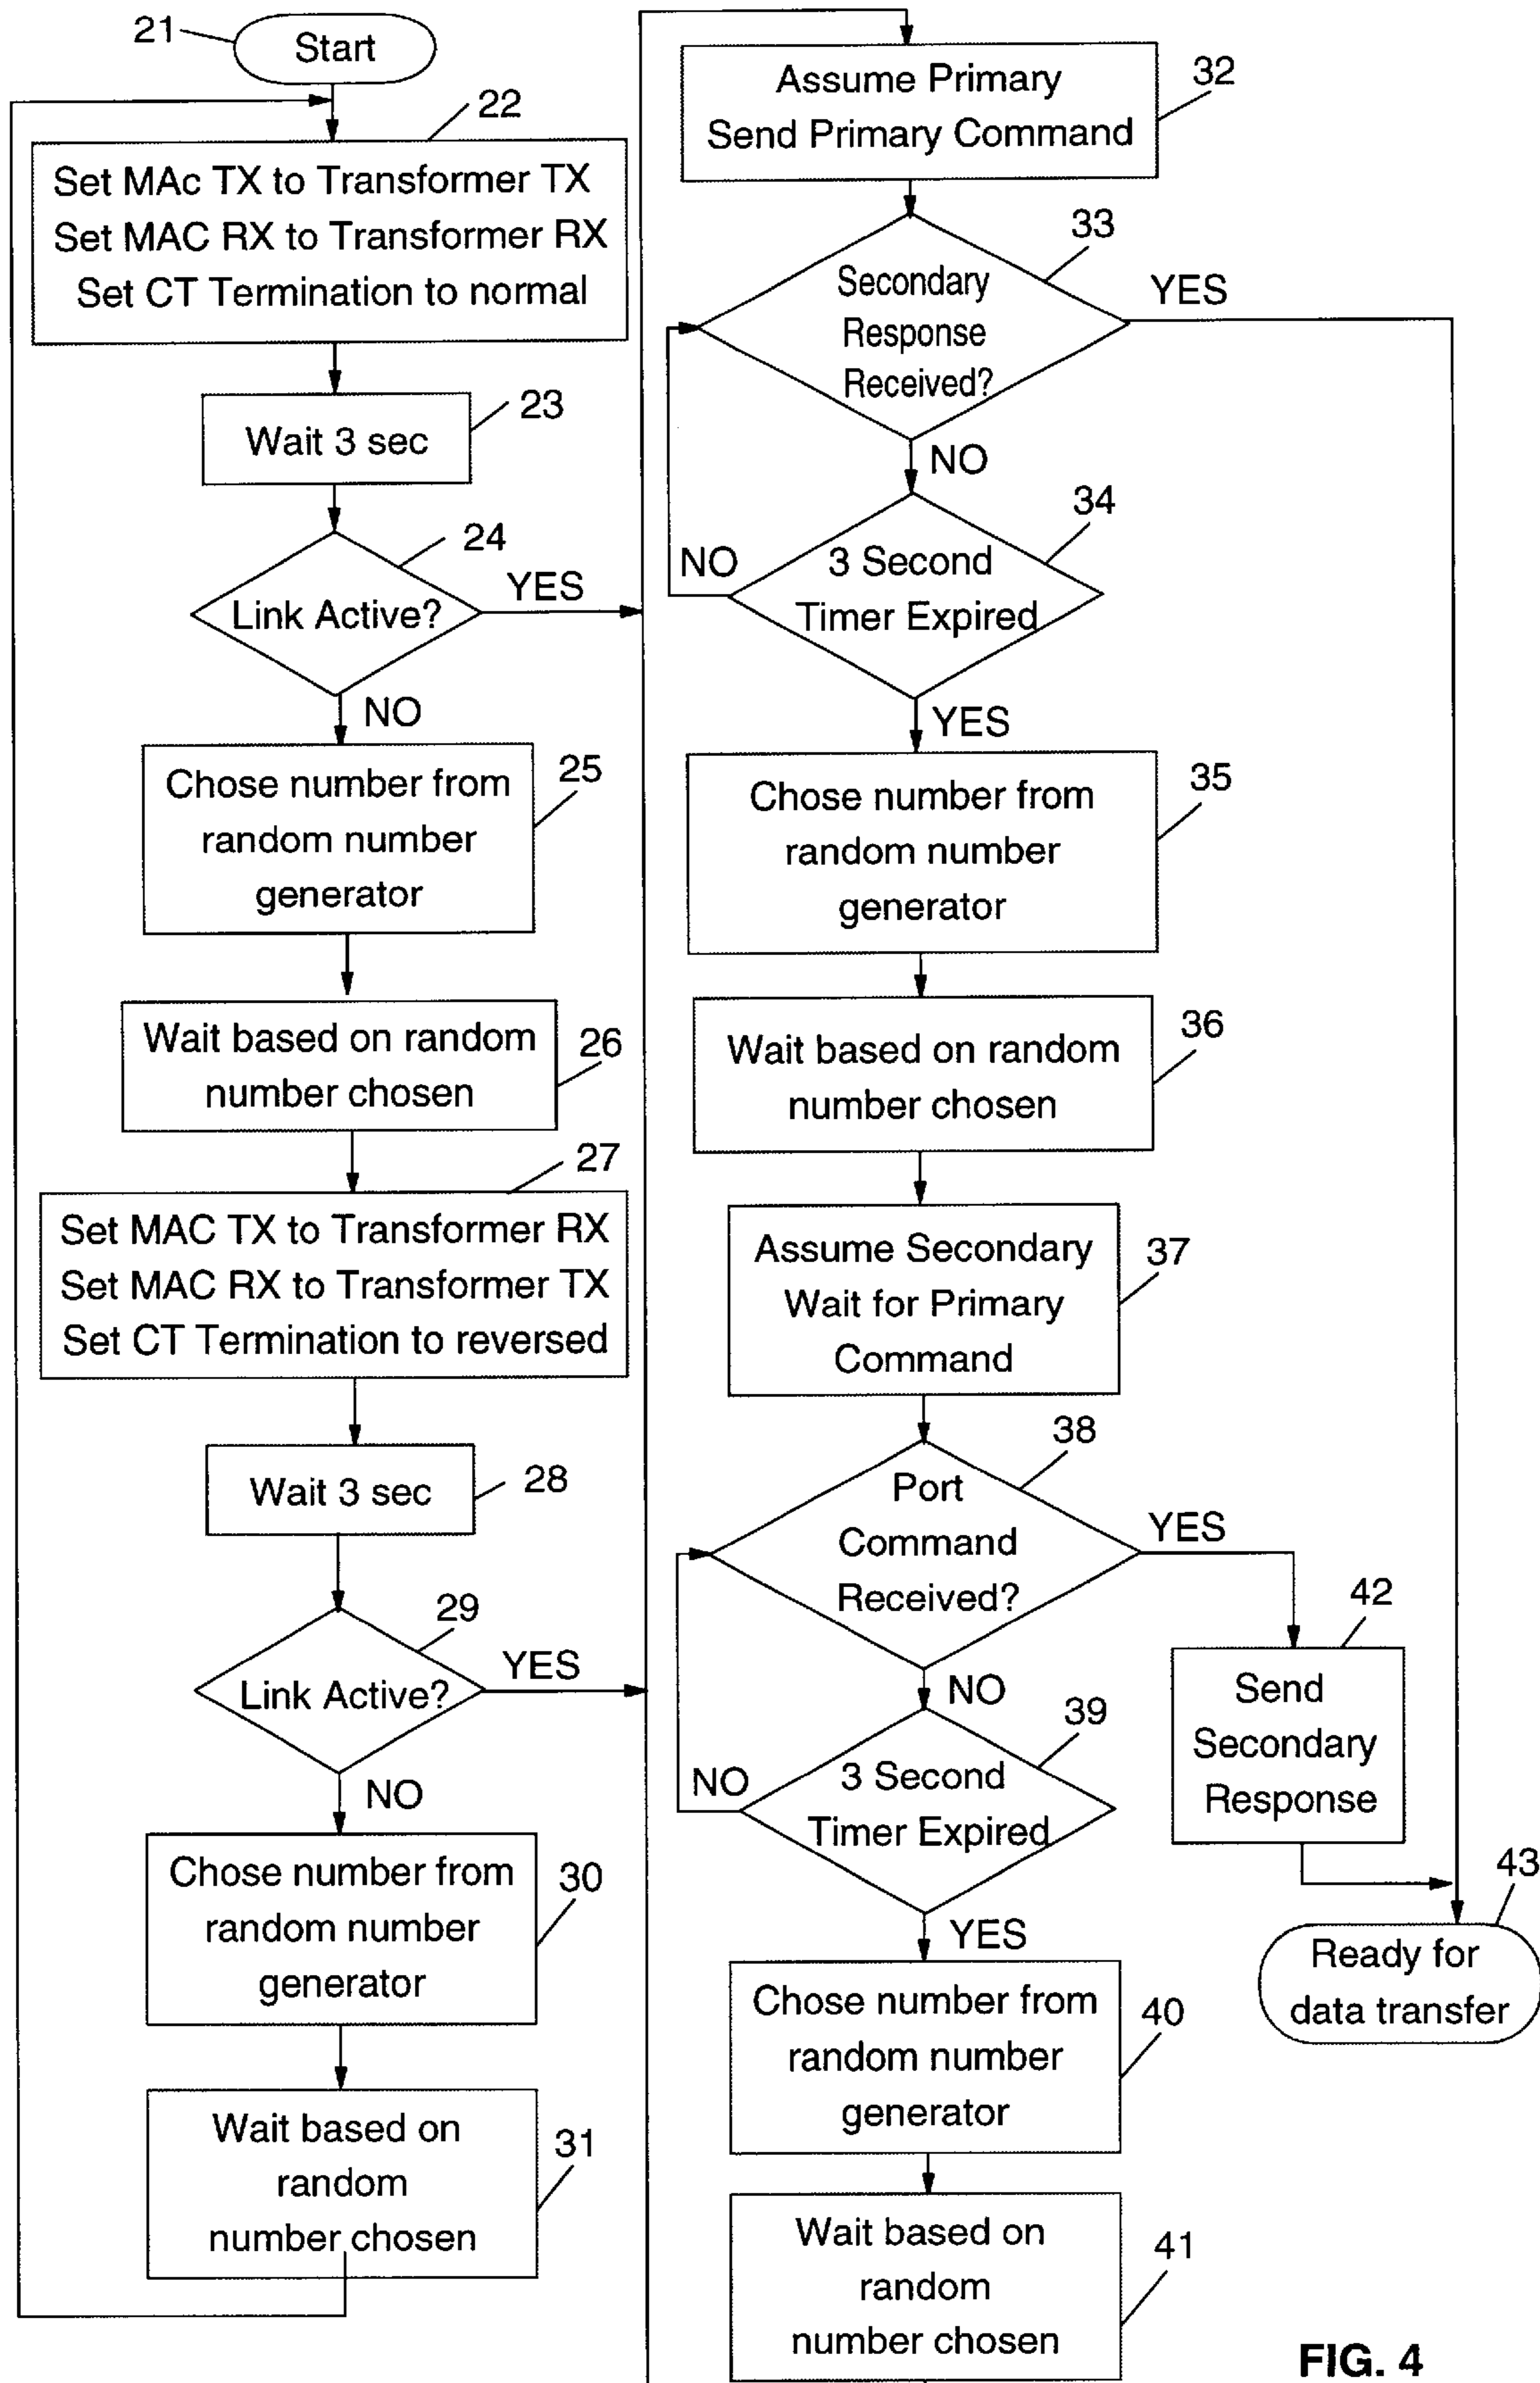 21
Start
22
Set MAc TX to Transformer TX
Set MAC RX to Transformer RX
Set CT Termination to normal
23
Wait 3 sec
24
Link Active?
YES
NO
25
Chose number from
random number
generator
Wait based on random
number chosen
26
27
Set MAC TX to Transformer RX
Set MAC RX to Transformer TX
Set CT Termination to reversed
Wait 3 sec
28
29
Link Active?
YES
NO
Chose number from
random number
generator
30
Wait based on
random
number chosen
31
Assume Primary
Send Primary Command
32
33
Secondary
Response
Received?
YES
NO
34
3 Second
Timer Expired
NO
YES
Chose number from
random number
generator
35
Wait based on random
number chosen
36
Assume Secondary
Wait for Primary
Command
37
38
Port
Command
Received?
YES
NO
42
Send
Secondary
Response
39
3 Second
Timer Expired
NO
YES
43
Ready for
data transfer
Chose number from
random number
generator
40
Wait based on
random
number chosen
41
FIG. 4